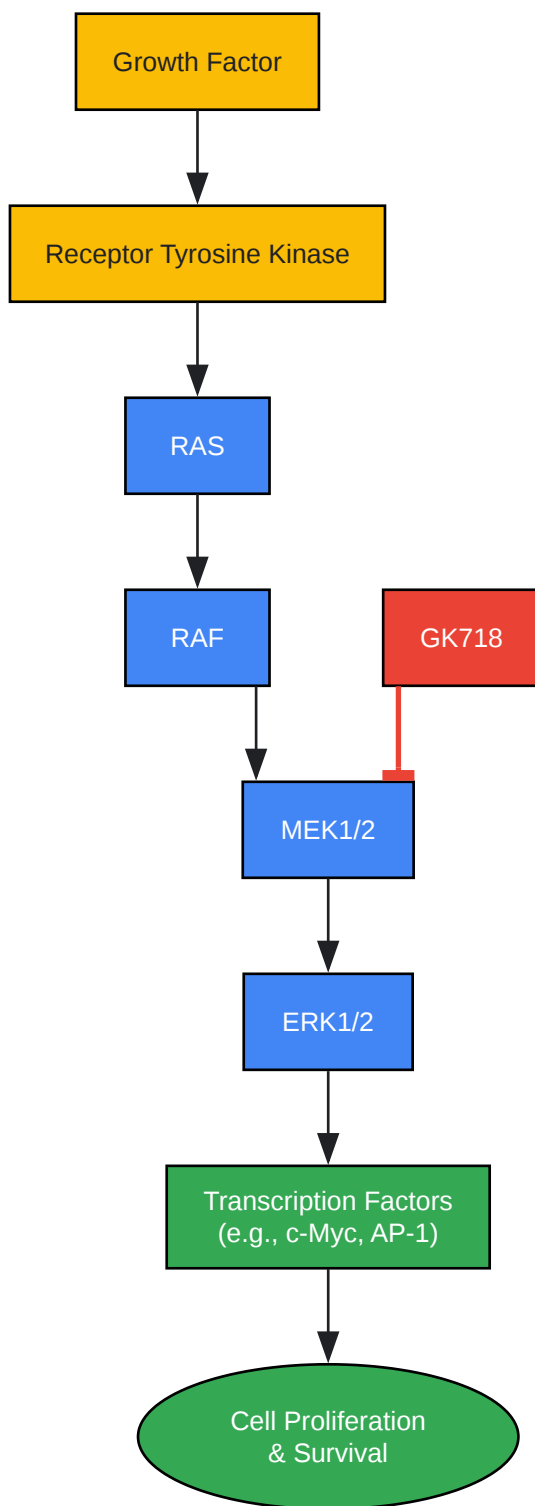 Growth Factor
Receptor Tyrosine Kinase
RAS
RAF
GK718
MEK1/2
ERK1/2
Transcription Factors
(e.g., c-Myc, AP-1)
Cell Proliferation
& Survival